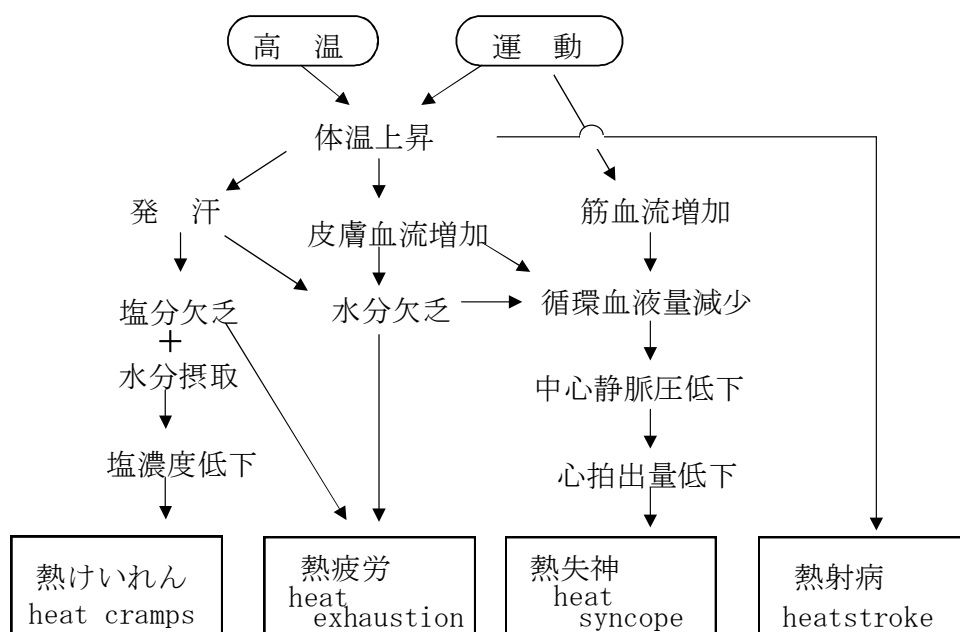 高　温
運　動
体温上昇
発　汗
皮膚血流増加
筋血流増加
塩分欠乏
＋
水分摂取
水分欠乏
循環血液量減少
中心静脈圧低下
塩濃度低下
心拍出量低下
熱けいれん
heat cramps
熱疲労
heat
exhaustion
熱失神
heat
syncope
熱射病
heatstroke